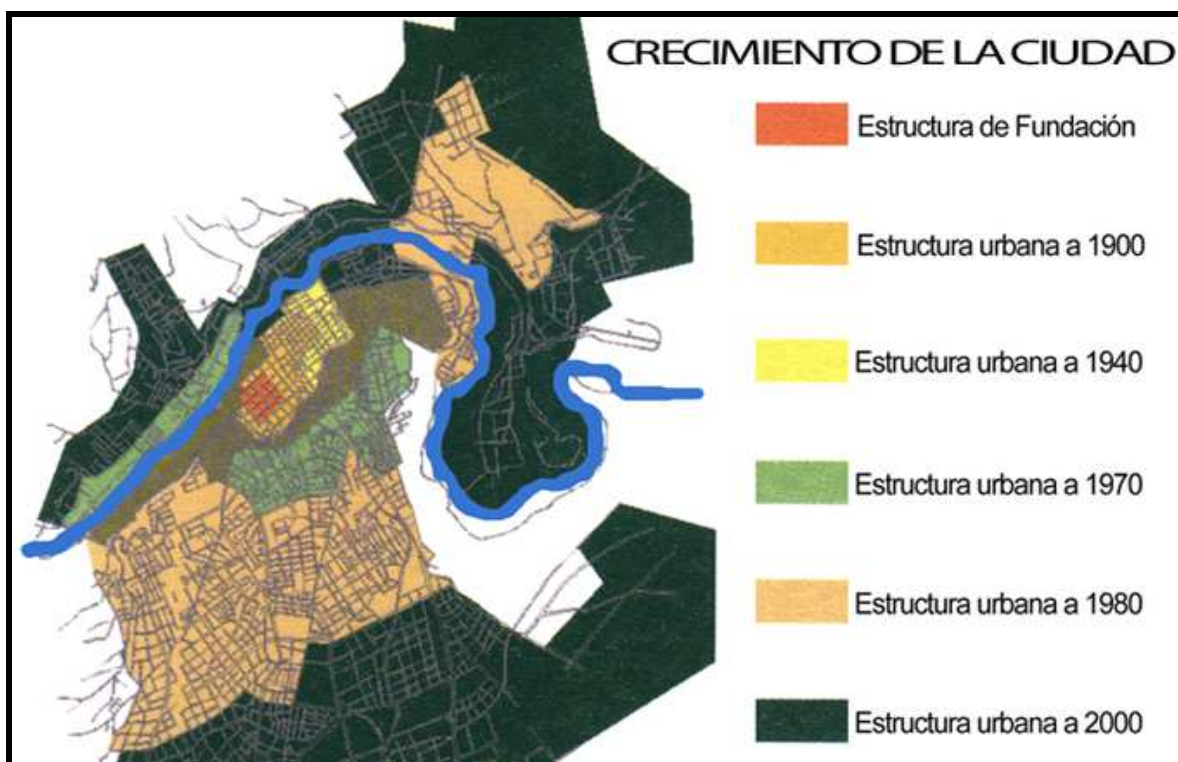 CRECIMIENTO DE LA CIUDAD
Estructura de Fundación
Estructura urbana a 1900
Estructura urbana a 1940
Estructura urbana a 1970
Estructura urbana a 1980
Estructura urbana a 2000